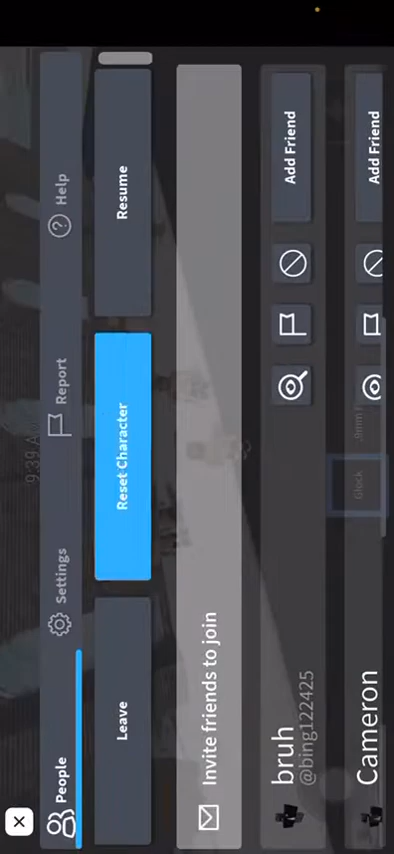 People
Settings
Report
Help
9:39 A
Leave
Reset Character
Resume
Invite friends to join
bruh
@bing122425
Add Friend
Cameron
Add Friend
Glock
9mm